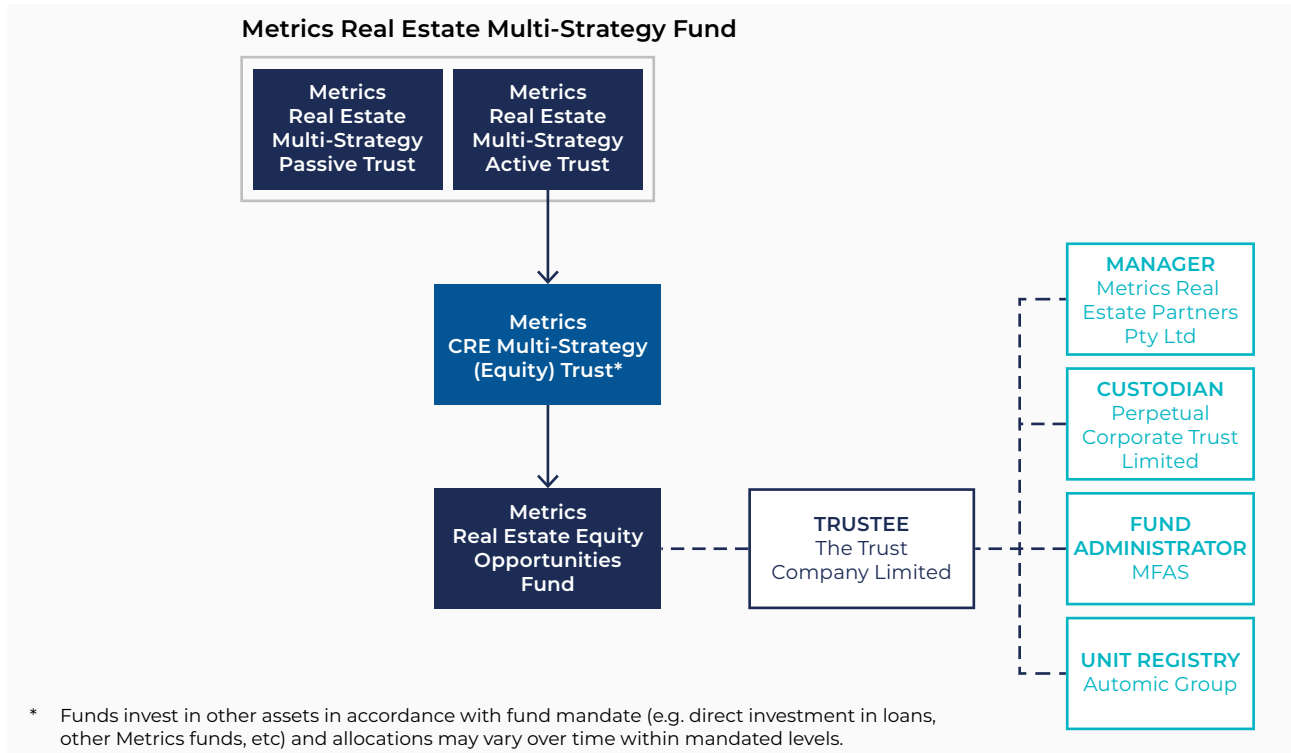 Metrics Real Estate Multi-Strategy Fund
Metrics
Real Estate
Multi-Strategy
Passive Trust
Metrics
Real Estate
Multi-Strategy
Active Trust
Metrics
CRE Multi-Strategy
(Equity) Trust*
Metrics
Real Estate Equity
Opportunities
Fund
TRUSTEE
The Trust
Company Limited
MANAGER
Metrics Real
Estate Partners
Pty Ltd
CUSTODIAN
Perpetual
Corporate Trust
Limited
FUND
ADMINISTRATOR
MFAS
UNIT REGISTRY
Automic Group
* Funds invest in other assets in accordance with fund mandate (e.g. direct investment in loans,
other Metrics funds, etc) and allocations may vary over time within mandated levels.